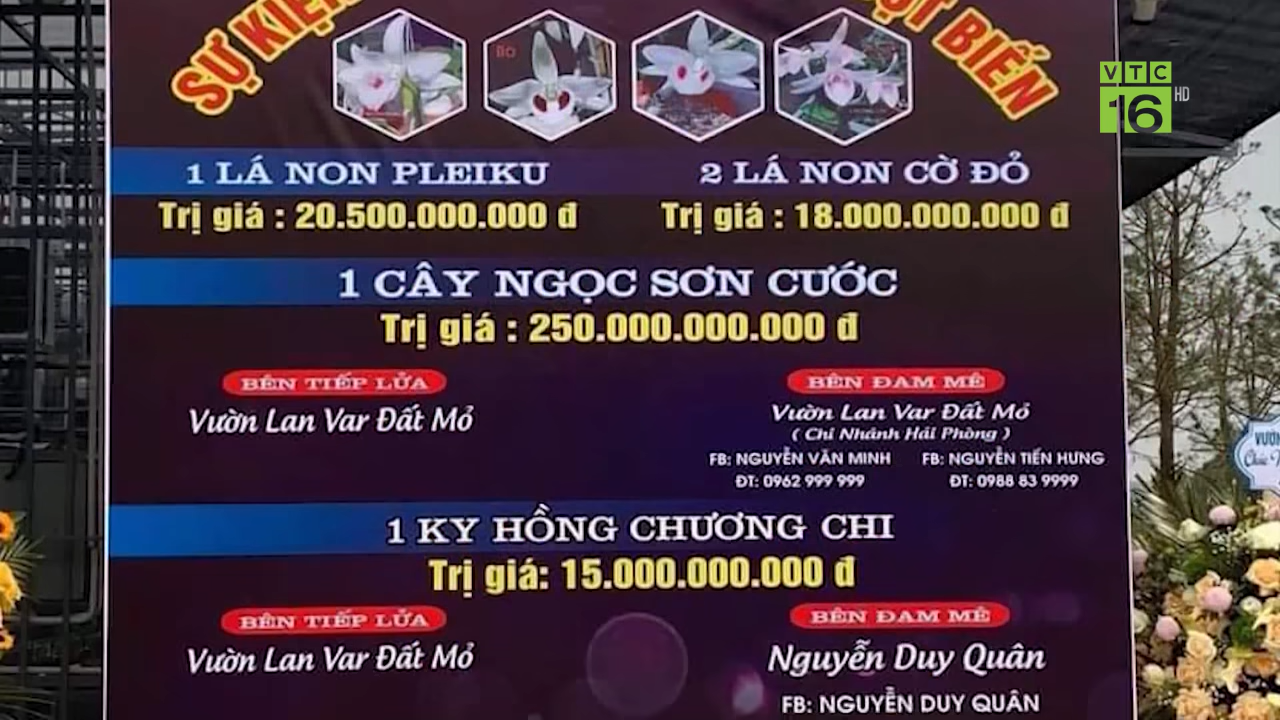 SỰ KIỆN ĐỘT BIẾN
VTC
16 HD
BO
1 LÁ NON PLEIKU 2 LÁ NON CỜ ĐỎ
Trị giá : 20.500.000.000 đ Trị giá : 18.000.000.000 đ
1 CÂY NGỌC SƠN CƯỚC
Trị giá : 250.000.000.000 đ
BÊN TIẾP LỬA BÊN ĐAM MÊ
Vườn Lan Var Đất Mỏ Vườn Lan Var Đất Mỏ
( Chi Nhánh Hải Phòng )
FB: NGUYỄN VĂN MINH FB: NGUYỄN TIẾN HƯNG
ĐT: 0962 999 999 ĐT: 0988 83 9999
VƯỜN
1 KY HỒNG CHƯƠNG CHI
Trị giá: 15.000.000.000 đ
BÊN TIẾP LỬA BÊN ĐAM MÊ
Vườn Lan Var Đất Mỏ Nguyễn Duy Quân
FB: NGUYỄN DUY QUÂN